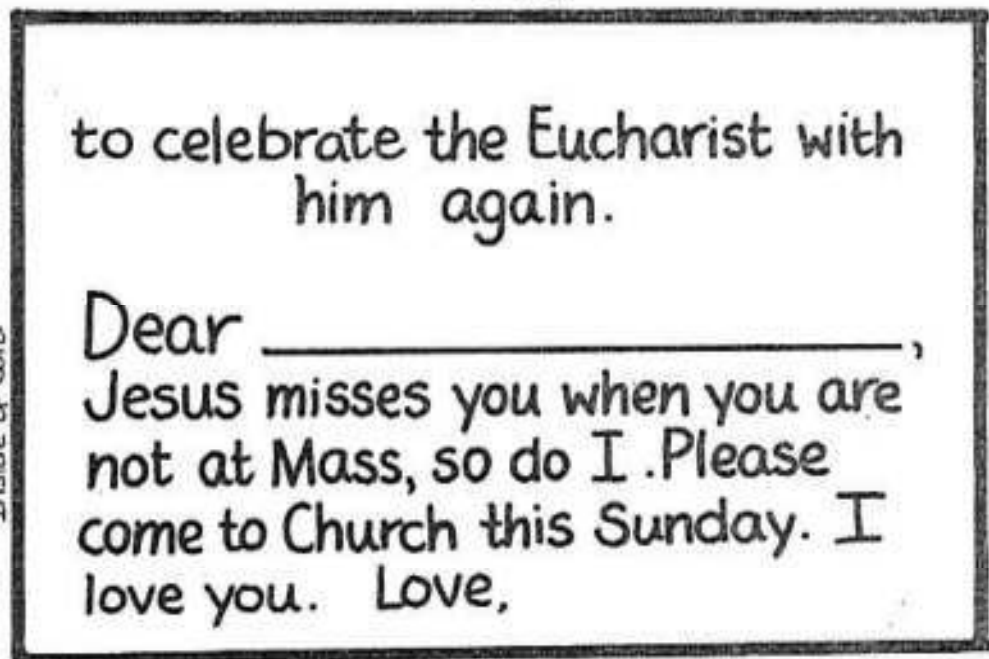 to celebrate the Eucharist with
him again.
Dear ____________________,
Jesus misses you when you are
not at Mass, so do I. Please
come to Church this Sunday. I
love you. Love,